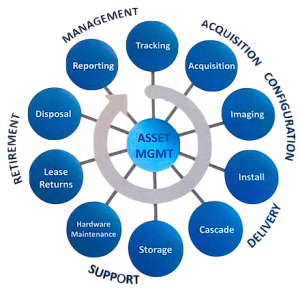 MANAGEMENT
ACQUISITION
CONFIGURATION
DELIVERY
SUPPORT
RETIREMENT
Tracking
Acquisition
Imaging
Install
Cascade
Storage
Hardware
Maintenance
Lease
Returns
Disposal
Reporting
ASSET
MGMT